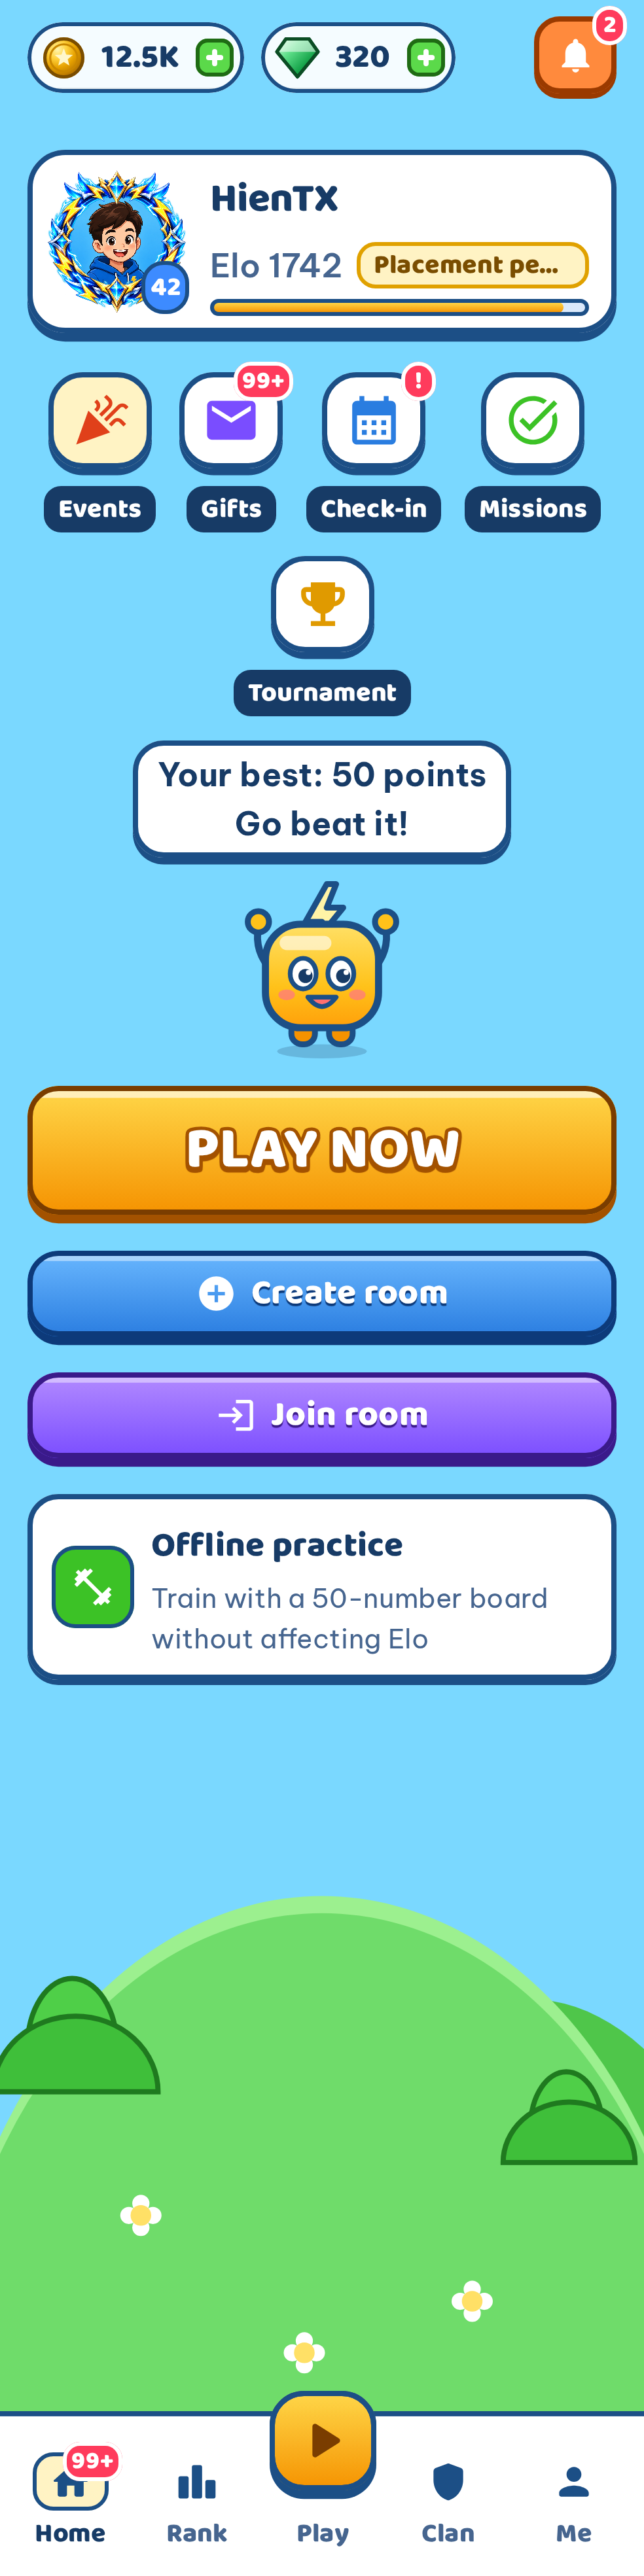 12.5K
320
2
HienTX
Elo 1742
Placement pe...
42
99+
!
Events
Gifts
Check-in
Missions
Tournament
Your best: 50 points
Go beat it!
PLAY NOW
Create room
Join room
Offline practice
Train with a 50-number board
without affecting Elo
99+
Home
Rank
Play
Clan
Me